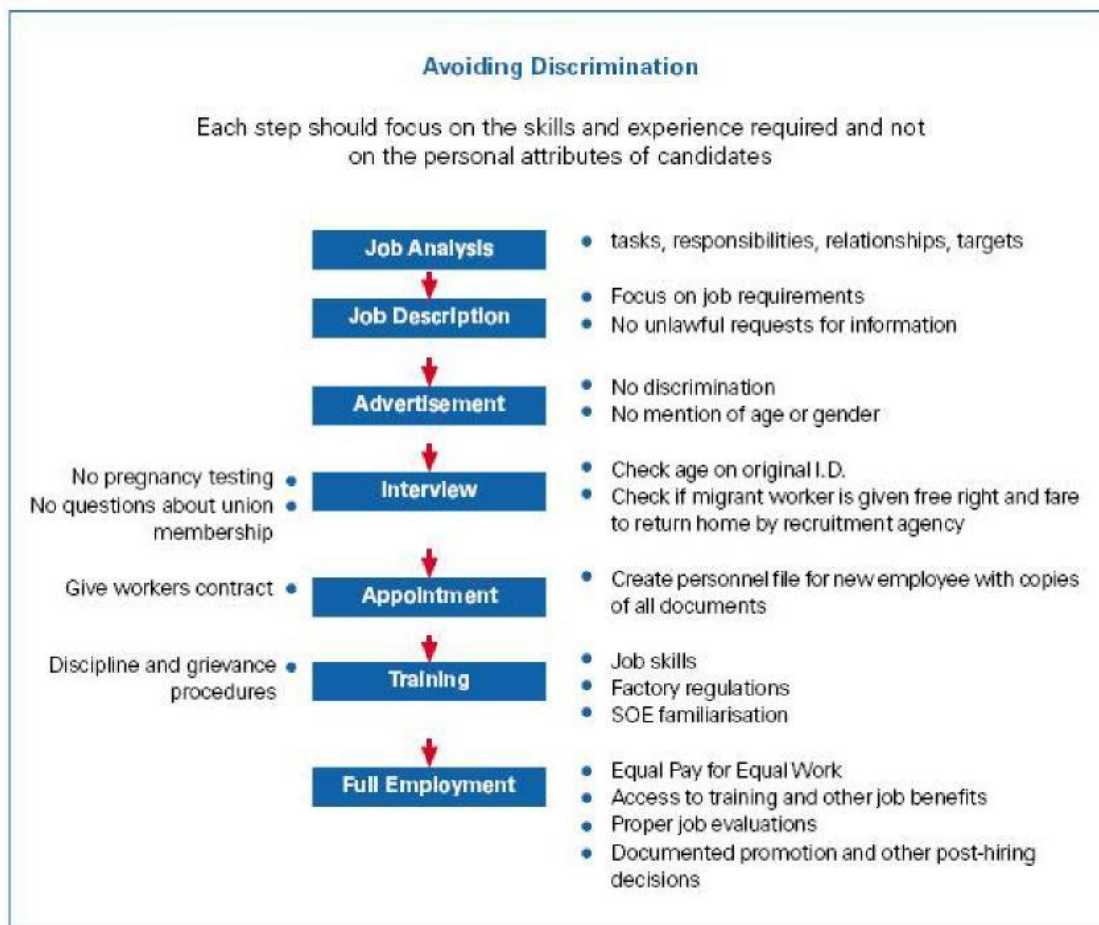 Avoiding Discrimination
Each step should focus on the skills and experience required and not
on the personal attributes of candidates
Job Analysis
• tasks, responsibilities, relationships, targets
Job Description
• Focus on job requirements
• No unlawful requests for information
Advertisement
• No discrimination
• No mention of age or gender
No pregnancy testing •
No questions about union •
membership
Interview
• Check age on original I.D.
• Check if migrant worker is given free right and fare
to return home by recruitment agency
Give workers contract •
Appointment
• Create personnel file for new employee with copies
of all documents
Discipline and grievance •
procedures
Training
• Job skills
• Factory regulations
• SOE familiarisation
Full Employment
• Equal Pay for Equal Work
• Access to training and other job benefits
• Proper job evaluations
• Documented promotion and other post-hiring
decisions